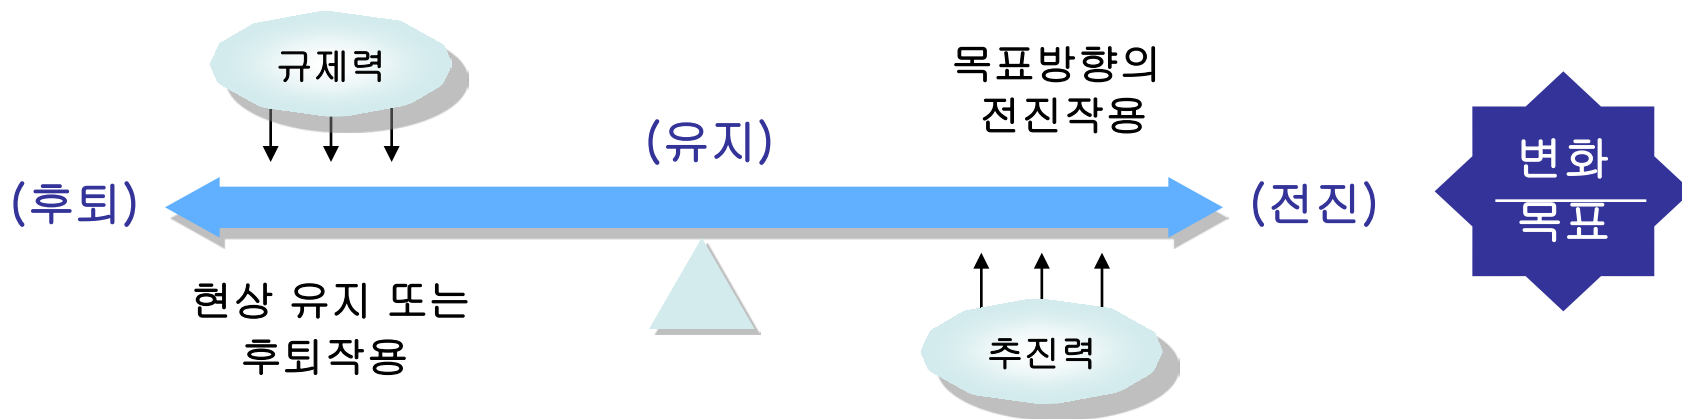 규제력
목표방향의
전진작용
(유지)
(후퇴)
(전진)
변화
목표
현상 유지 또는
후퇴작용
추진력